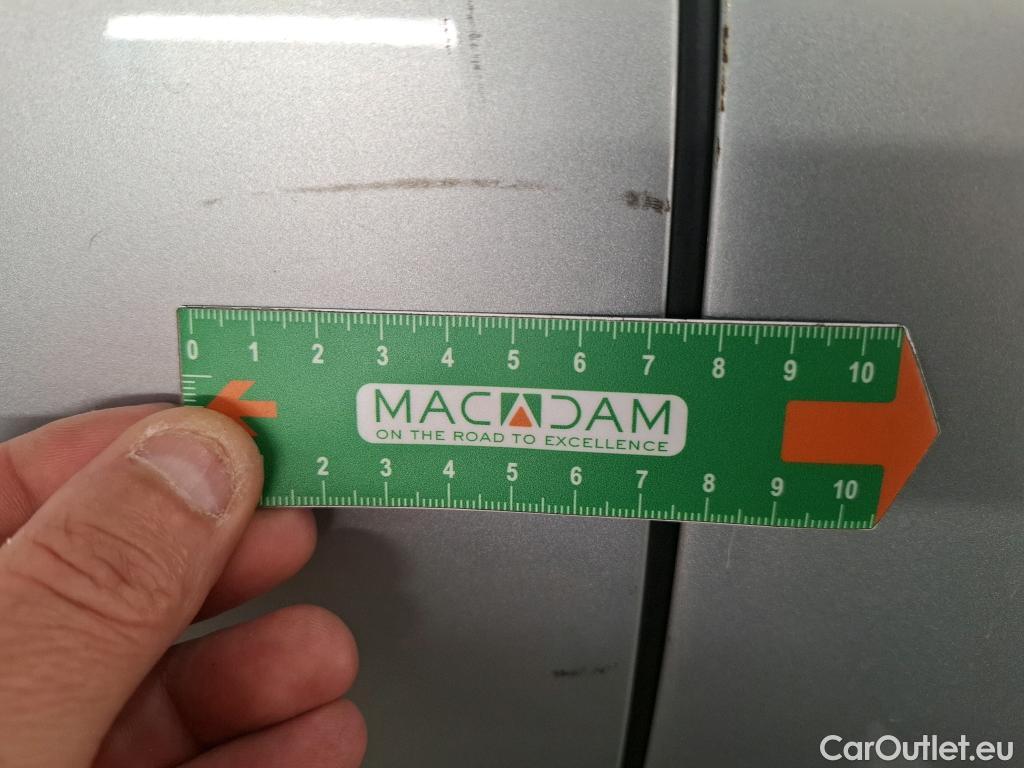 0 1 2 3 4 5 6 7 8 9 10
MACADAM
ON THE ROAD TO EXCELLENCE
2 3 4 5 6 7 8 9 10
CarOutlet.eu